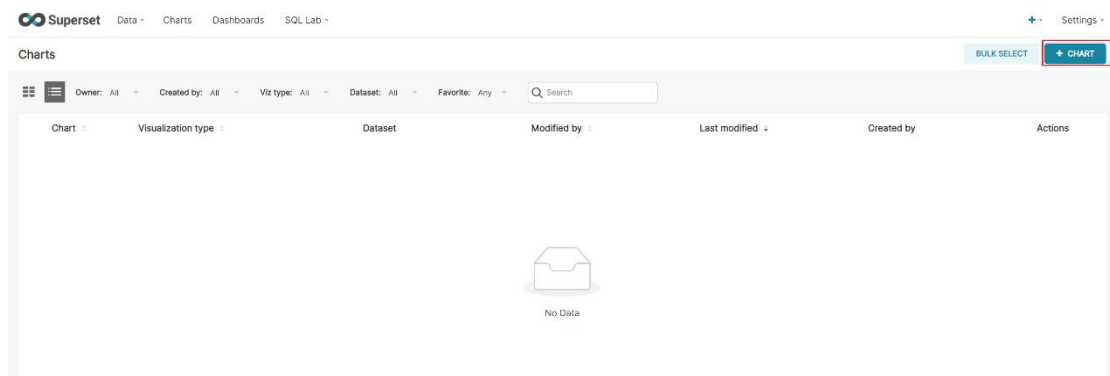 Superset Data Charts Dashboards SQL Lab + Settings
Charts BULK SELECT + CHART
Owner: All Created by: All Viz type: All Dataset: All Favorite: Any Search
Chart Visualization type Dataset Modified by Last modified Created by Actions
No Data